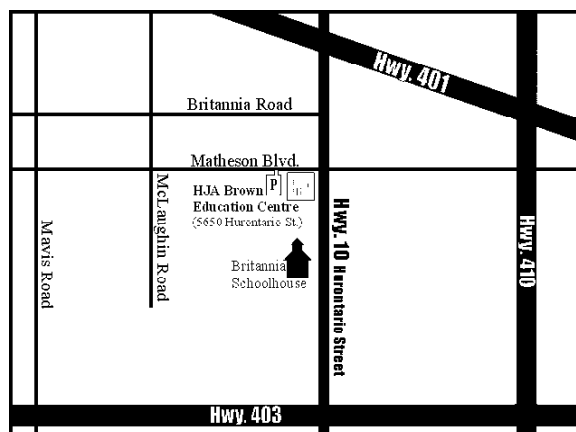 Hwy. 401
Britannia Road
Matheson Blvd.
P
HJA Brown
Education Centre
(5650 Hurontario St.)
McLaughin Road
Mavis Road
Britannia
Schoolhouse
Hwy. 10 Hurontario Street
Hwy. 410
Hwy. 403